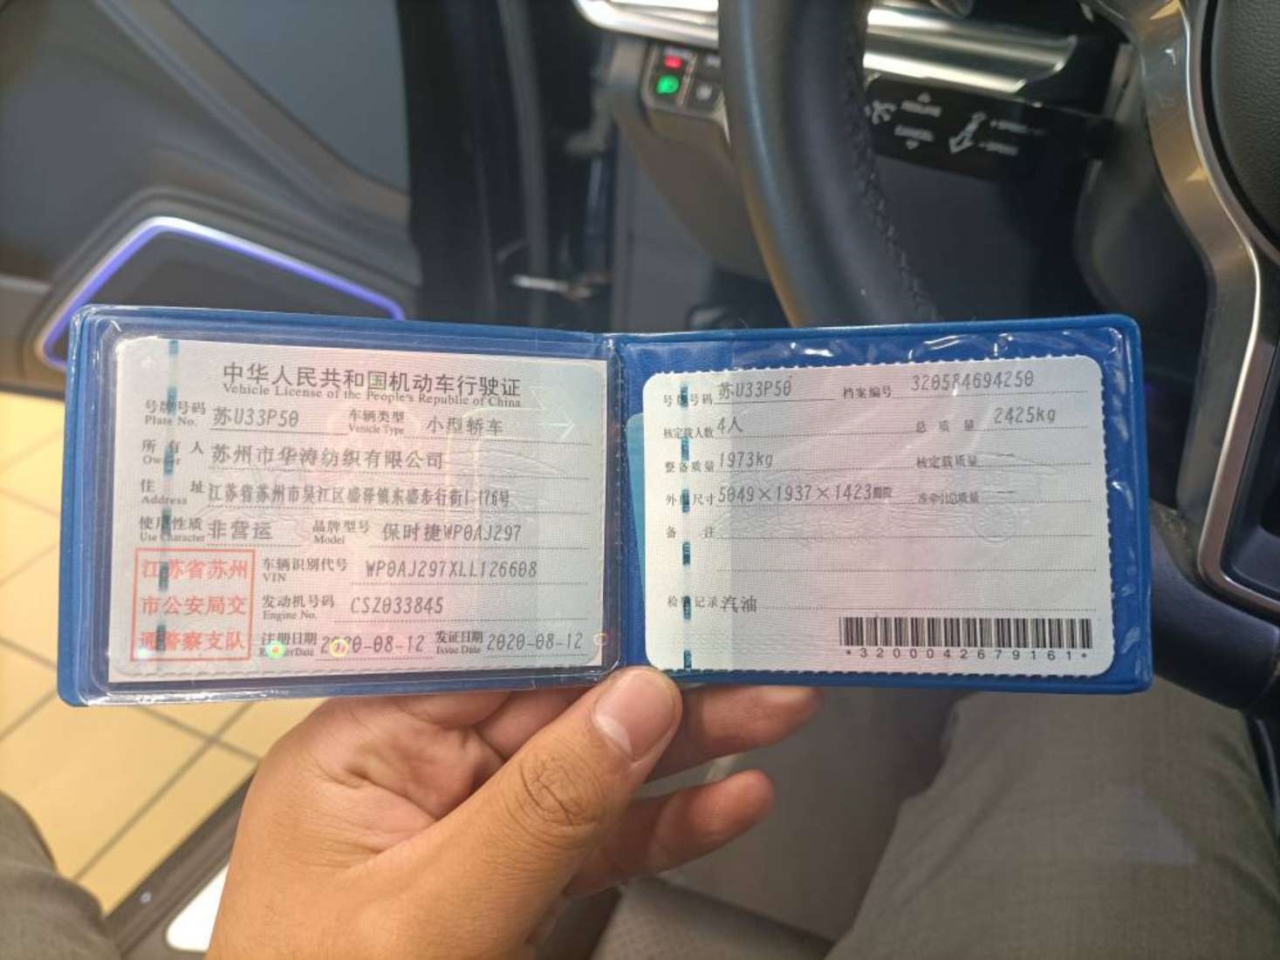 中华人民共和国机动车行驶证
Vehicle License of the People's Republic of China
号牌号码 苏U33P50 车辆类型 小型轿车
Plate No. Vehicle Type
所有人 苏州市华涛纺织有限公司
Owner
住址 江苏省苏州市吴江区盛泽镇东盛步行街1-176号
Address
使用性质 非营运 品牌型号 保时捷WP0AJ297
Use Character Model
江苏省苏州
市公安局交
通警察支队
车辆识别代号 WP0AJ297XLL126608
VIN
发动机号码 CSZ033845
Engine No.
注册日期 2020-08-12 发证日期 2020-08-12
Register Date Issue Date
号牌号码 苏U33P50 档案编号 320584694250
核定载人数 4人 总质量 2425kg
整备质量 1973kg 核定载质量 --
外廓尺寸 5049×1937×1423mm 准牵引总质量 --
备注
检验记录 汽油
*3200042679161*
CANCEL
+ SPEED
- SPEED